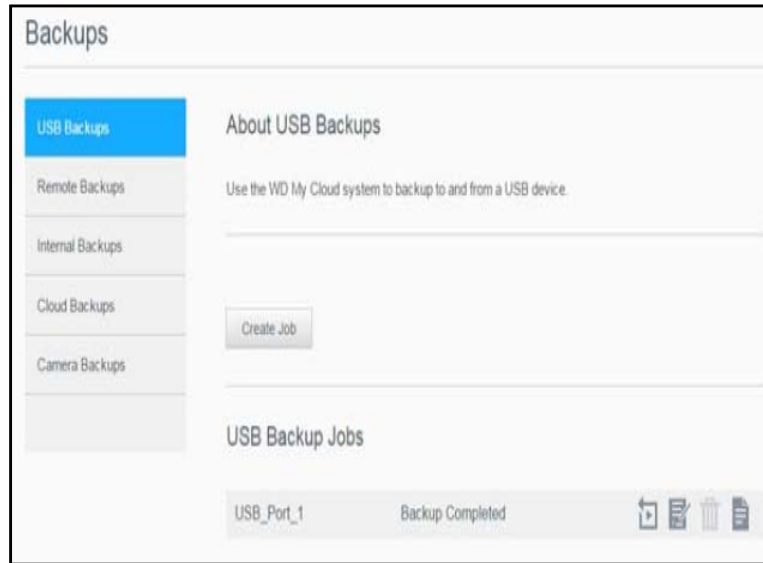 Backups
USB Backups
Remote Backups
Internal Backups
Cloud Backups
Camera Backups
About USB Backups
Use the WD My Cloud system to backup to and from a USB device.
Create Job
USB Backup Jobs
USB_Port_1 Backup Completed